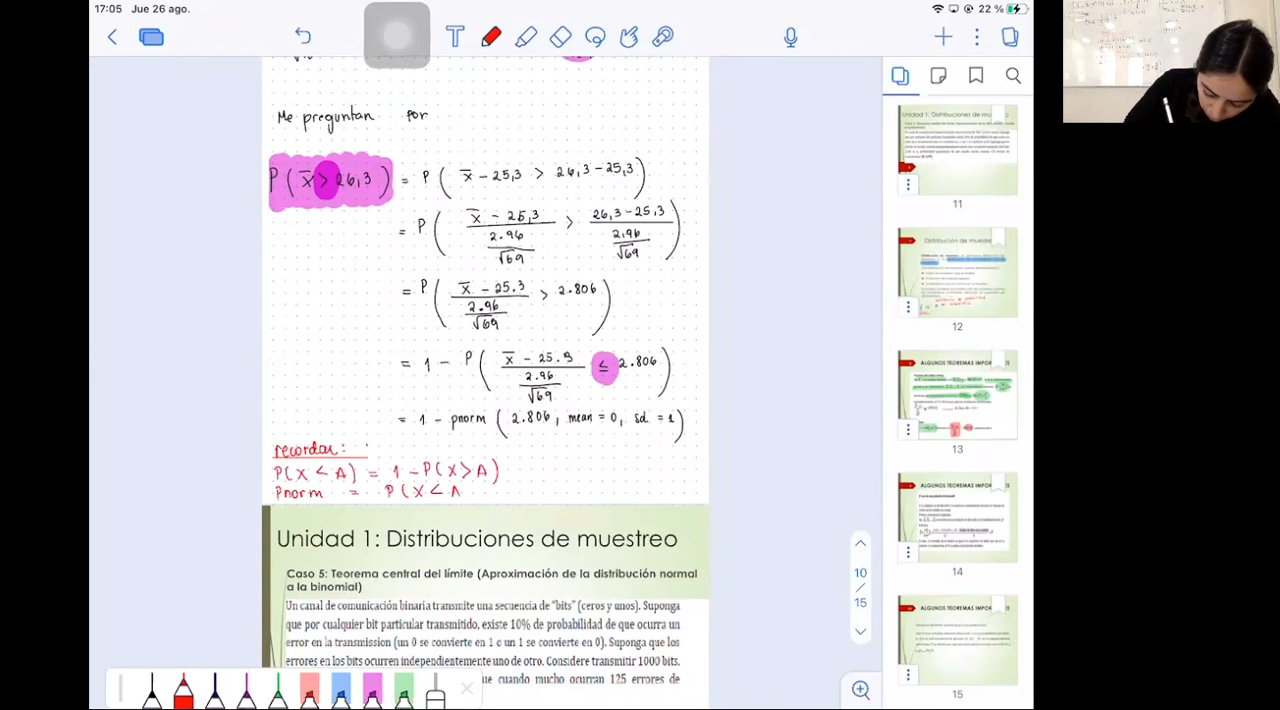 17:05 Jue 26 ago.
22 %
Me preguntan por
P ( x̅ > 26,3 ) = P ( x̅ - 25,3 > 26,3 - 25,3 )
= P ( x̅ - 25,3 / 2.96 / √69 > 26,3 - 25,3 / 2.96 / √69 )
= P ( x̅ - 25 / 2.96 / √69 > 2.806 )
= 1 - P ( x̅ - 25.3 / 2.96 / √69 ≤ 2.806 )
= 1 - pnorm ( 2.806, mean = 0, sd = 1 )
recordar:
P(X < A) = 1 - P(X > A)
Pnorm = P(X < A
Unidad 1: Distribuciones de muestreo
Caso 5: Teorema central del límite (Aproximación de la distribución normal
a la binomial)
Un canal de comunicación binaria transmite una secuencia de "bits" (ceros y unos). Suponga
que por cualquier bit particular transmitido, existe 10% de probabilidad de que ocurra un
error en la transmission (un 0 se convierte en 1 o un 1 se convierte en 0). Suponga que los
errores en los bits ocurren independientemente uno de otro. Considere transmitir 1000 bits.
ue cuando mucho ocurran 125 errores de
10
/
15
Unidad 1: Distribuciones de mu
11
Distribución de muestre
12
ALGUNOS TEOREMAS IMPOR ES
13
ALGUNOS TEOREMAS IMPOR ES
14
ALGUNOS TEOREMAS IMPOR ES
15